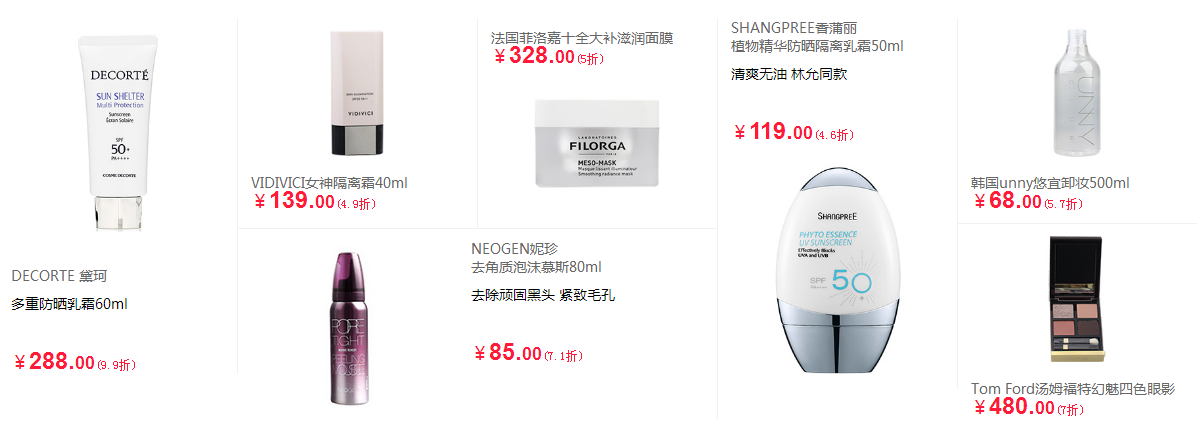 DECORTÉ
SUN SHELTER
Multi Protection
Sunscreen
Écran Solaire
SPF
50+
PA++++
COSME DECORTE
DECORTE 黛珂
多重防晒乳霜60ml
￥288.00(9.9折)
VIDIVICI
VIDIVICI女神隔离霜40ml
￥139.00(4.9折)
法国菲洛嘉十全大补滋润面膜
￥328.00(5折)
LABORATOIRES
FILORGA
PARIS
MESO-MASK
Masque lissant illuminateur
Smoothing radiance mask
PORE
TIGHT
PEELING
MOUSSE
NEOGEN妮珍
去角质泡沫慕斯80ml
去除顽固黑头 紧致毛孔
￥85.00(7.1折)
SHANGPREE香蒲丽
植物精华防晒隔离乳霜50ml
清爽无油 林允同款
￥119.00(4.6折)
SHANGPREE
PHYTO ESSENCE
UV SUNSCREEN
Effectively Blocks
UVA and UVB
SPF 50+
UNNY
韩国unny悠宜卸妆500ml
￥68.00(5.7折)
Tom Ford汤姆福特幻魅四色眼影
￥480.00(7折)